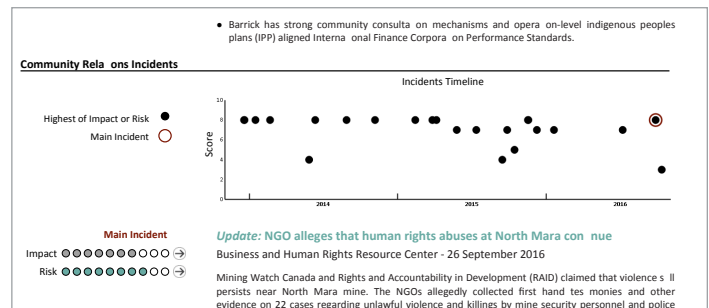 • Barrick has strong community consulta on mechanisms and opera on-level indigenous peoples
plans (IPP) aligned Interna onal Finance Corpora on Performance Standards.
Community Rela ons Incidents
Incidents Timeline
Highest of Impact or Risk
Main Incident
Score
10
8
6
4
2
0
2014
2015
2016
Main Incident
Impact
Risk
Update: NGO alleges that human rights abuses at North Mara con nue
Business and Human Rights Resource Center - 26 September 2016
Mining Watch Canada and Rights and Accountability in Development (RAID) claimed that violence s ll
persists near North Mara mine. The NGOs allegedly collected first hand tes monies and other
evidence on 22 cases regarding unlawful violence and killings by mine security personnel and police